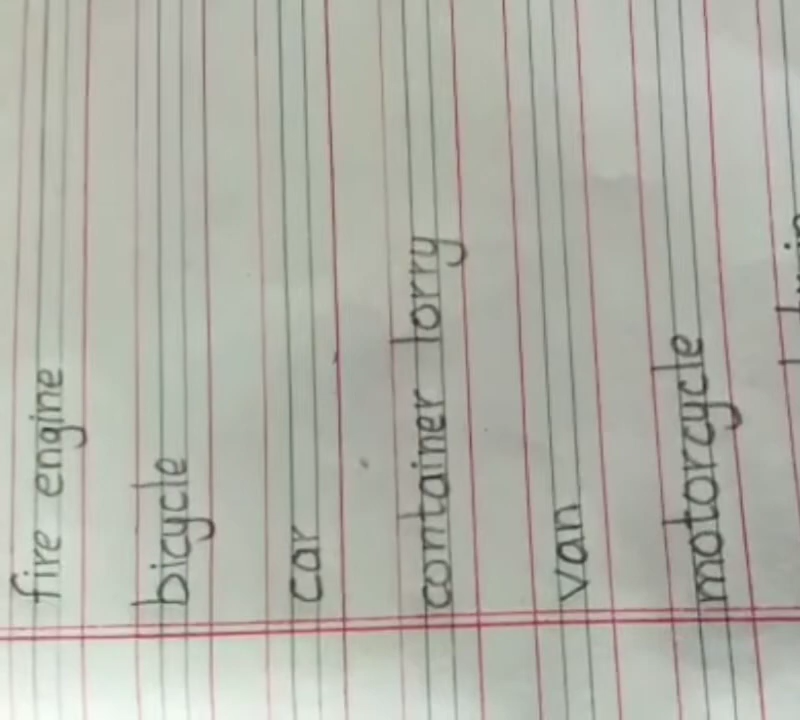 fire engine
bicycle
car
container lorry
van
motorcycle